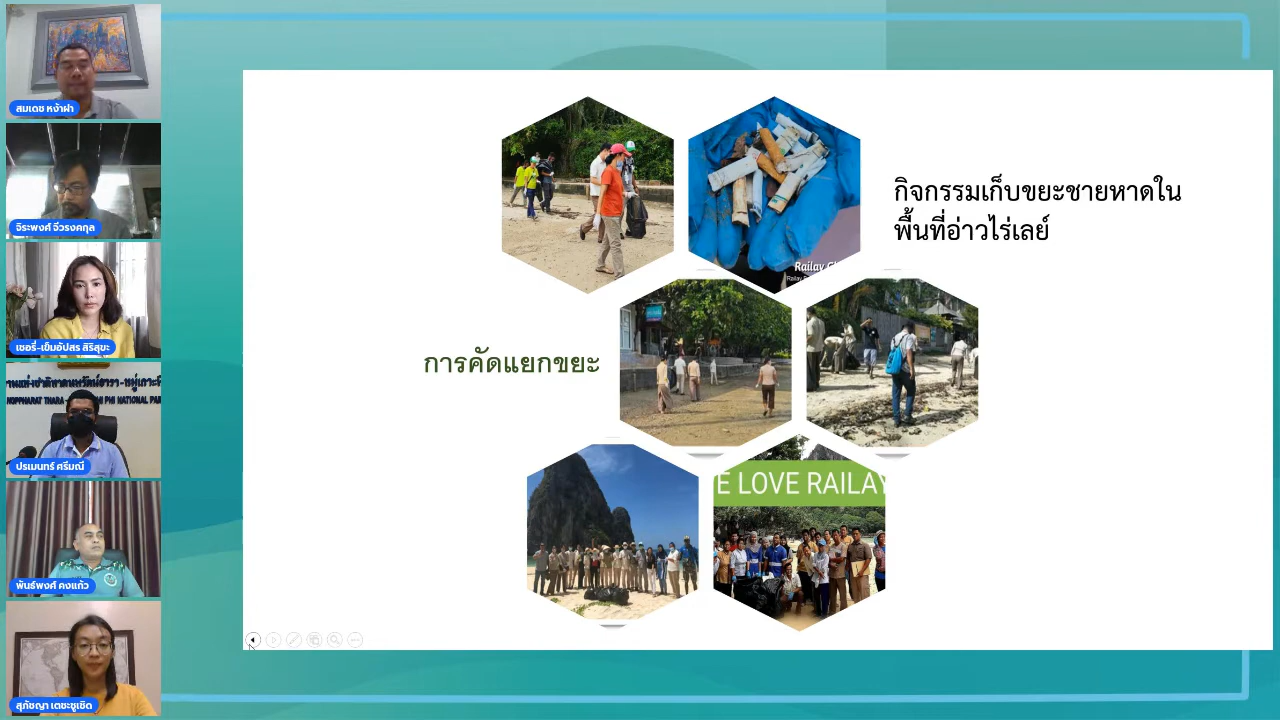 สมเดช หง้าฝา
จิระพงศ์ จีวรงคกุล
เชอรี่-เข็มอัปสร สิริสุขะ
ปรเมนทร์ ศรีมณี
พันธ์พงศ์ คงแก้ว
สุภัชญา เตชะชูเชิด
กิจกรรมเก็บขยะชายหาดใน
พื้นที่อ่าวไร่เลย์
Railay
การคัดแยกขยะ
E LOVE RAILAY